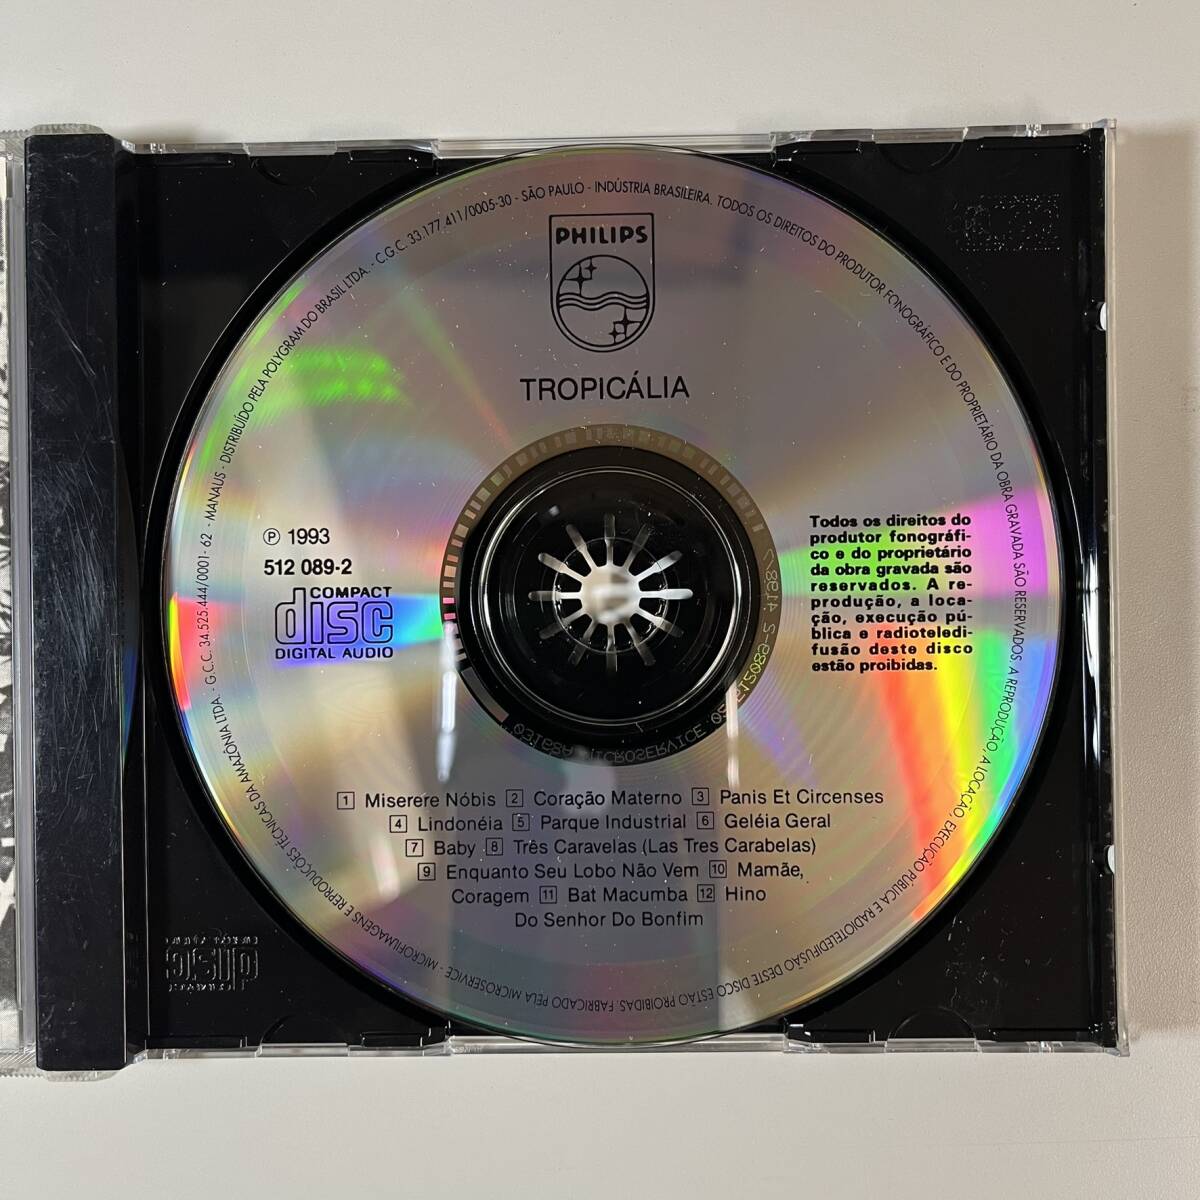 PHILIPS
TROPICÁLIA
℗ 1993
512 089-2
COMPACT
disc
DIGITAL AUDIO
Todos os direitos do
produtor fonográfi-
co e do proprietário
da obra gravada são
reservados. A re-
produção, a loca-
ção, execução pú-
blica e radioteledi-
fusão deste disco
estão proibidas.
1 Miserere Nóbis 2 Coração Materno 3 Panis Et Circenses
4 Lindonéia 5 Parque Industrial 6 Geléia Geral
7 Baby 8 Três Caravelas (Las Tres Carabelas)
9 Enquanto Seu Lobo Não Vem 10 Mamãe,
Coragem 11 Bat Macumba 12 Hino
Do Senhor Do Bonfim
TODOS OS DIREITOS DO PRODUTOR FONOGRÁFICO E DO PROPRIETÁRIO DA OBRA GRAVADA SÃO RESERVADOS. A REPRODUÇÃO, A LOCAÇÃO, EXECUÇÃO PÚBLICA E RADIOTELEDIFUSÃO DESTE DISCO ESTÃO PROIBIDAS. FABRICADO PELA MICROSERVICE - MICROFILMAGENS E REPRODUÇÕES TÉCNICAS DA AMAZÔNIA LTDA. - G.C.C. 34.525.444/0001-62 - MANAUS - DISTRIBUÍDO PELA POLYGRAM DO BRASIL LTDA. - C.G.C. 33.177.411/0005-30 - SÃO PAULO - INDÚSTRIA BRASILEIRA.
MICROSERVICE
disc